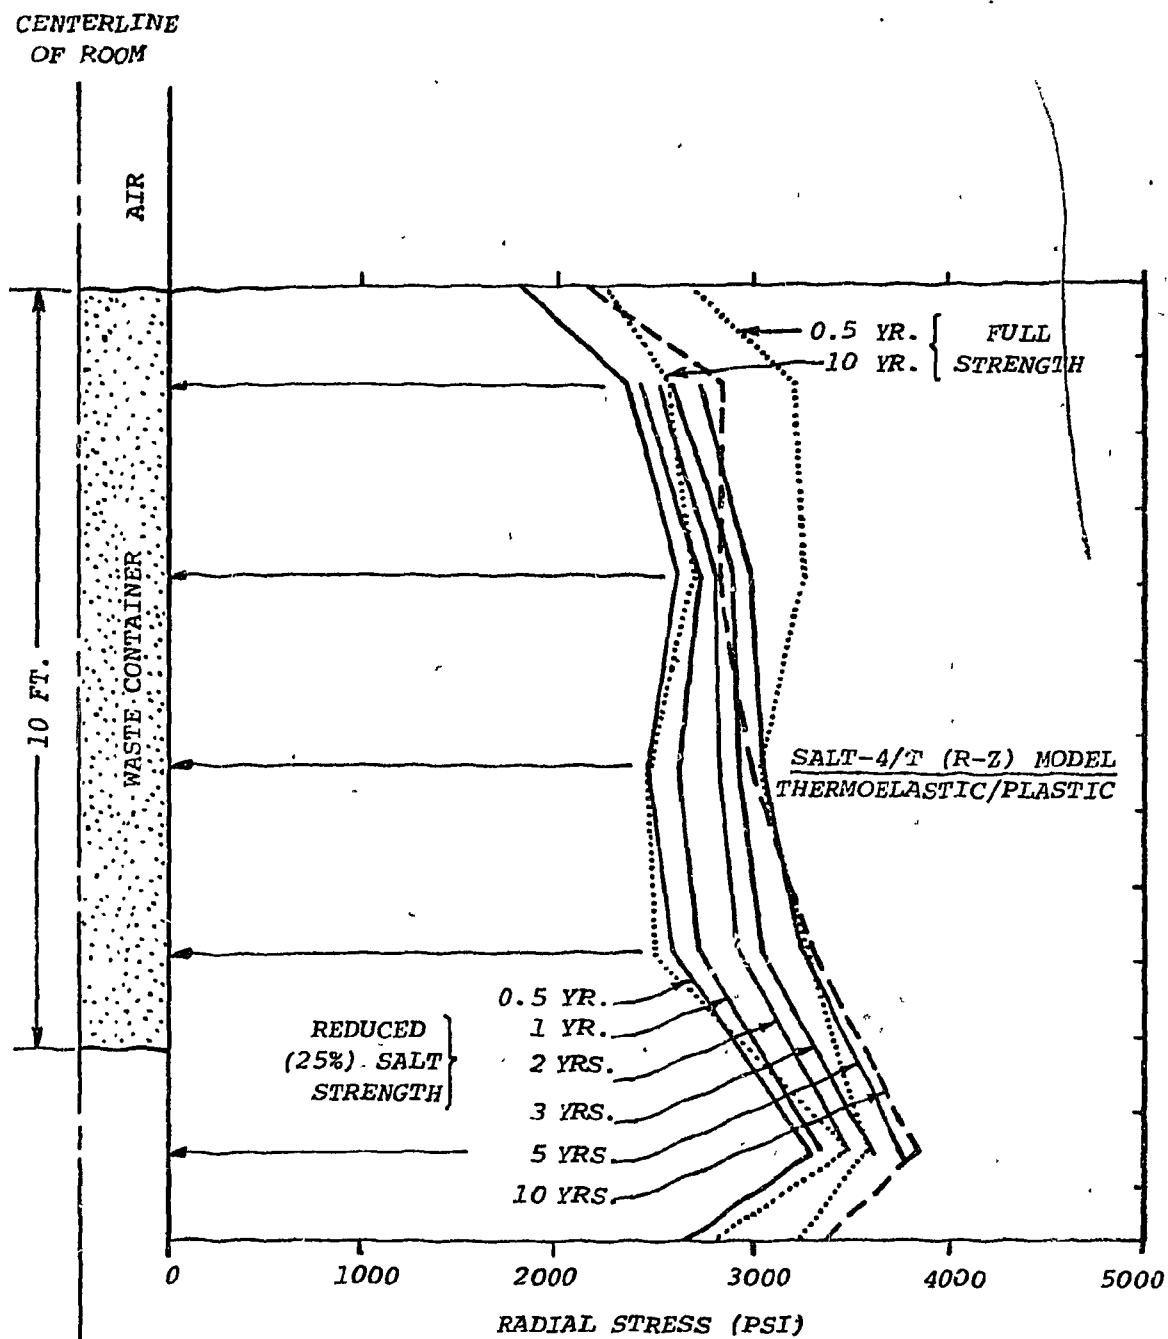 CENTERLINE
OF ROOM
AIR
0.5 YR.
10 YR.
FULL
STRENGTH
10 FT.
WASTE CONTAINER
SALT-4/T (R-Z) MODEL
THERMOELASTIC/PLASTIC
REDUCED
(25%) SALT
STRENGTH
0.5 YR.
1 YR.
2 YRS.
3 YRS.
5 YRS.
10 YRS.
0 1000 2000 3000 4000 5000
RADIAL STRESS (PSI)